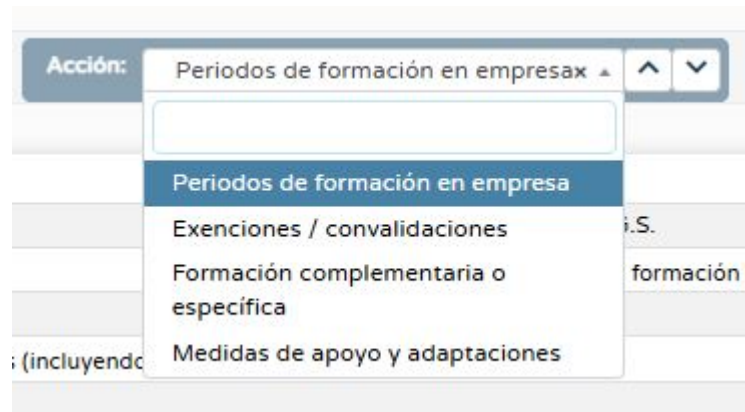 Acción:
Periodos de formación en empresa× 
Periodos de formación en empresa
Exenciones / convalidaciones
G.S.
Formación complementaria o
formación
específica
(incluyendo
Medidas de apoyo y adaptaciones